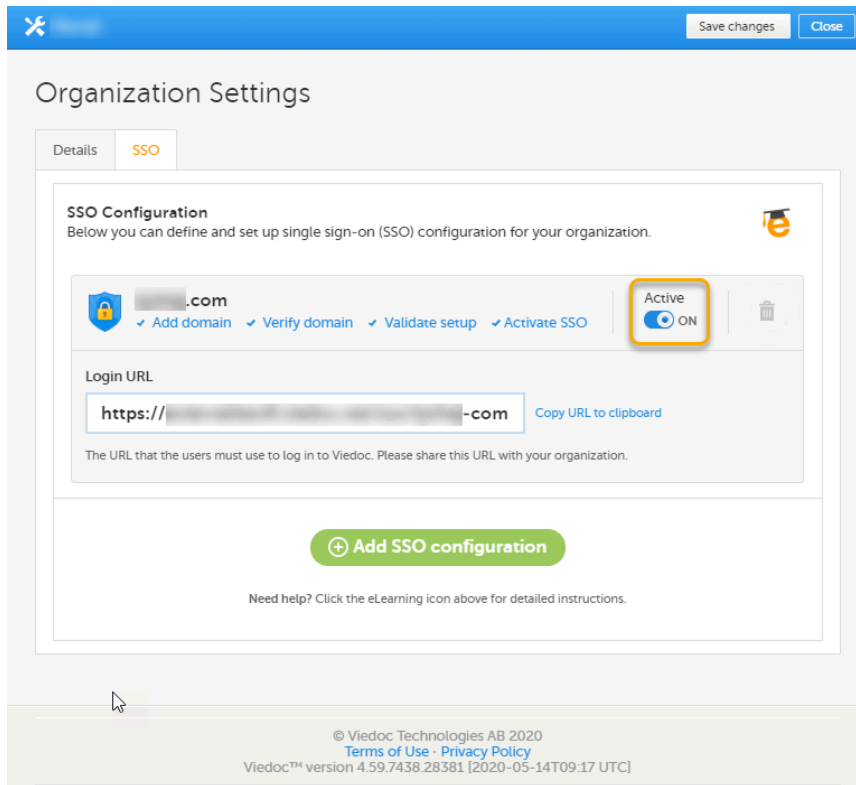 Save changes Close
Organization Settings
Details SSO
SSO Configuration
Below you can define and set up single sign-on (SSO) configuration for your organization.
.com
Add domain Verify domain Validate setup Activate SSO
Active
ON
Login URL
https:// -com Copy URL to clipboard
The URL that the users must use to log in to Viedoc. Please share this URL with your organization.
Add SSO configuration
Need help? Click the eLearning icon above for detailed instructions.
© Viedoc Technologies AB 2020
Terms of Use · Privacy Policy
Viedoc™ version 4.59.7438.28381 [2020-05-14T09:17 UTC]